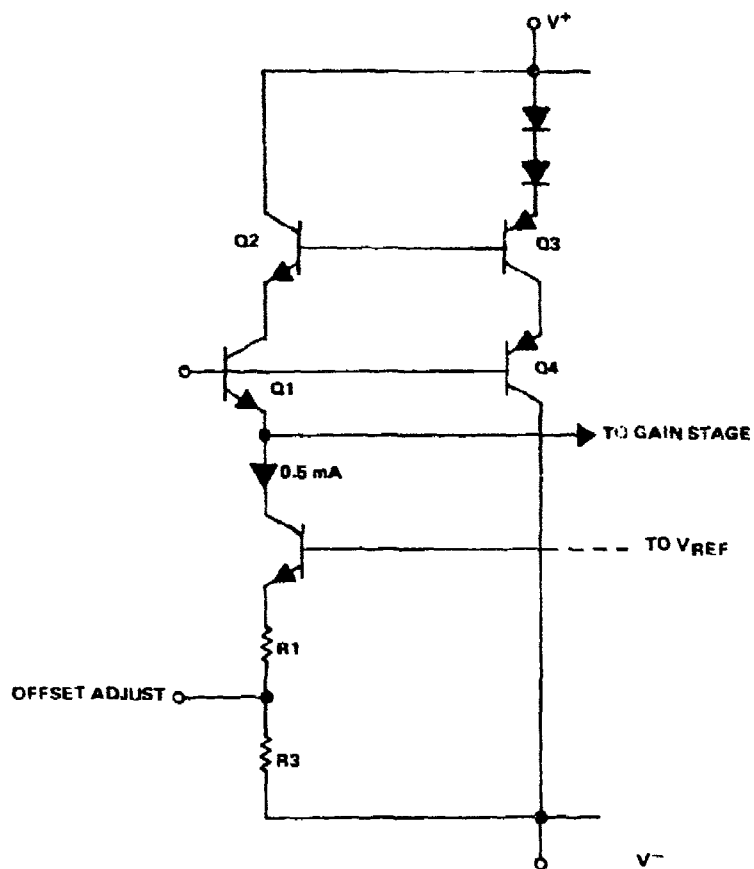 V+
Q2
Q3
Q1
Q4
TO GAIN STAGE
0.5 mA
TO VREF
R1
OFFSET ADJUST
R3
V−